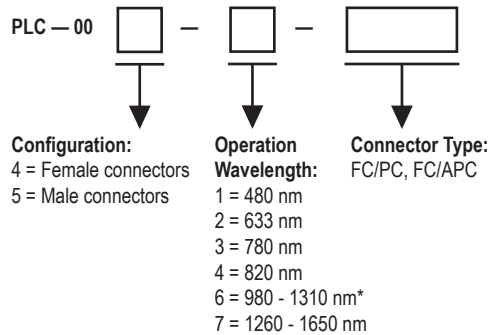 PLC — 00 — —
Configuration:
4 = Female connectors
5 = Male connectors
Operation
Wavelength:
1 = 480 nm
2 = 633 nm
3 = 780 nm
4 = 820 nm
6 = 980 - 1310 nm*
7 = 1260 - 1650 nm
Connector Type:
FC/PC, FC/APC